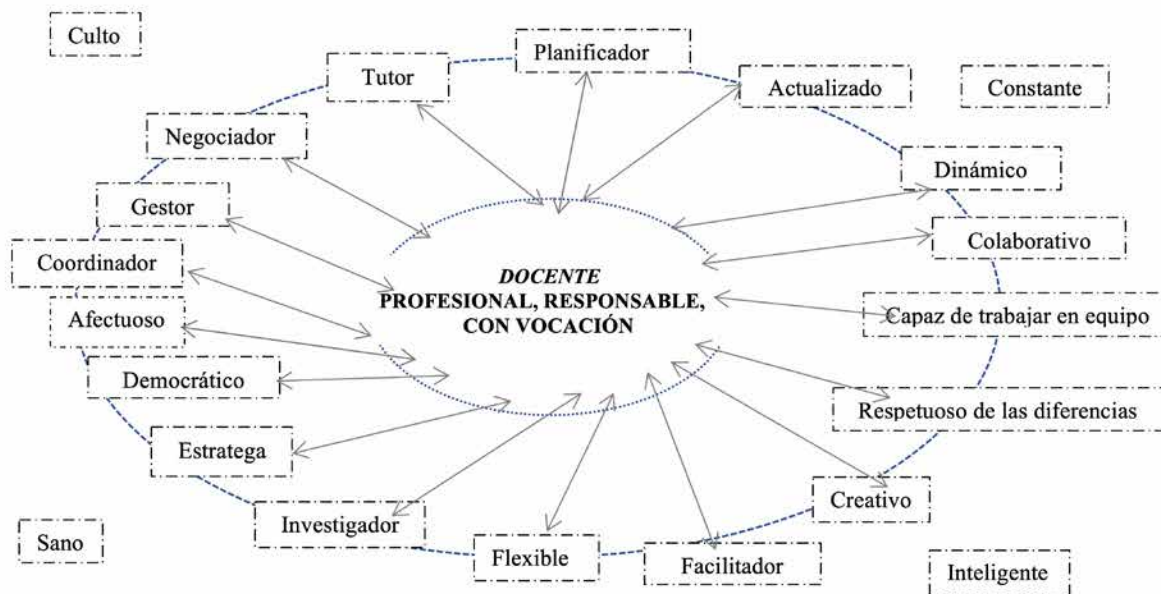 Culto
Planificador
Tutor
Actualizado
Constante
Negociador
Dinámico
Gestor
Colaborativo
Coordinador
DOCENTE
PROFESIONAL, RESPONSABLE,
CON VOCACIÓN
Afectuoso
Capaz de trabajar en equipo
Democrático
Respetuoso de las diferencias
Estratega
Creativo
Investigador
Sano
Flexible
Facilitador
Inteligente